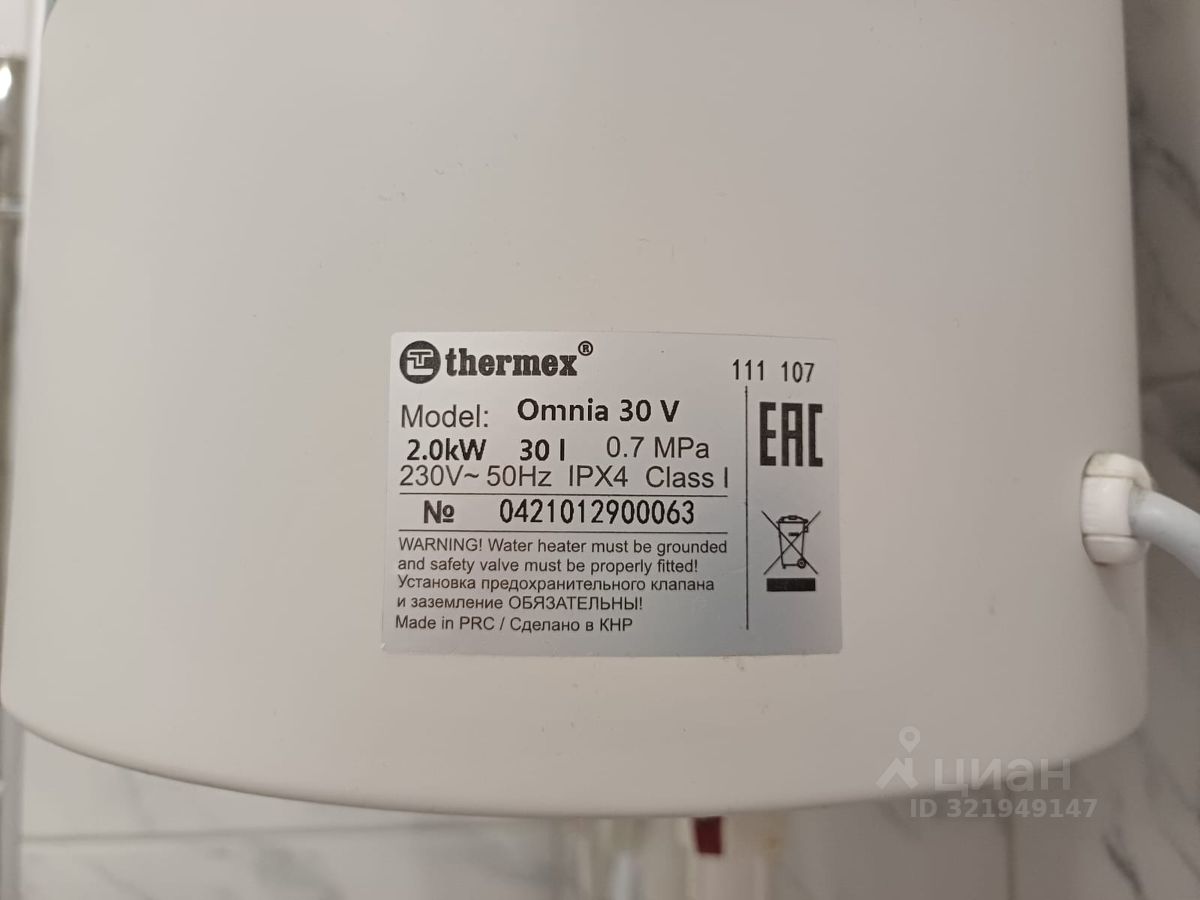 thermex®
111 107
Model: Omnia 30 V
2.0kW 30 l 0.7 MPa
230V~ 50Hz IPX4 Class I
EAC
№ 0421012900063
WARNING! Water heater must be grounded
and safety valve must be properly fitted!
Установка предохранительного клапана
и заземление ОБЯЗАТЕЛЬНЫ!
Made in PRC / Сделано в КНР
циан
ID 321949147